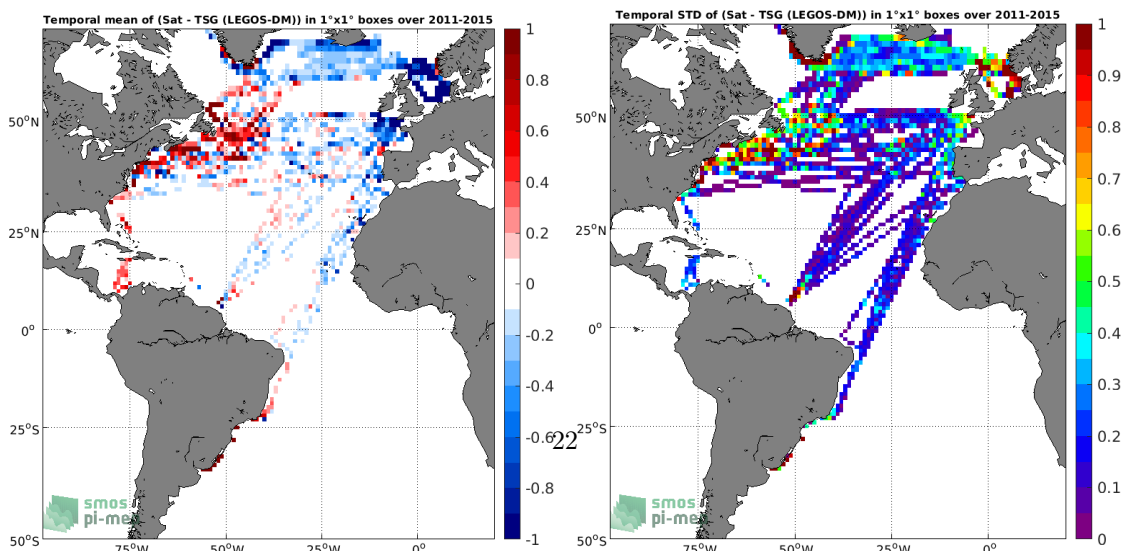 Temporal mean of (Sat - TSG (LEGOS-DM)) in 1°x1° boxes over 2011-2015
50°N
25°N
0°
25°S
50°S
75°W
50°W
25°W
0°
1
0.8
0.6
0.4
0.2
0
-0.2
-0.4
-0.6
-0.8
-1
smos
pi-mep
22
Temporal STD of (Sat - TSG (LEGOS-DM)) in 1°x1° boxes over 2011-2015
50°N
25°N
0°
25°S
50°S
75°W
50°W
25°W
0°
1
0.9
0.8
0.7
0.6
0.5
0.4
0.3
0.2
0.1
0
smos
pi-mep